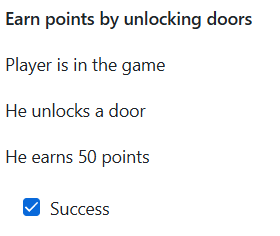 Earn points by unlocking doors
Player is in the game
He unlocks a door
He earns 50 points
Success